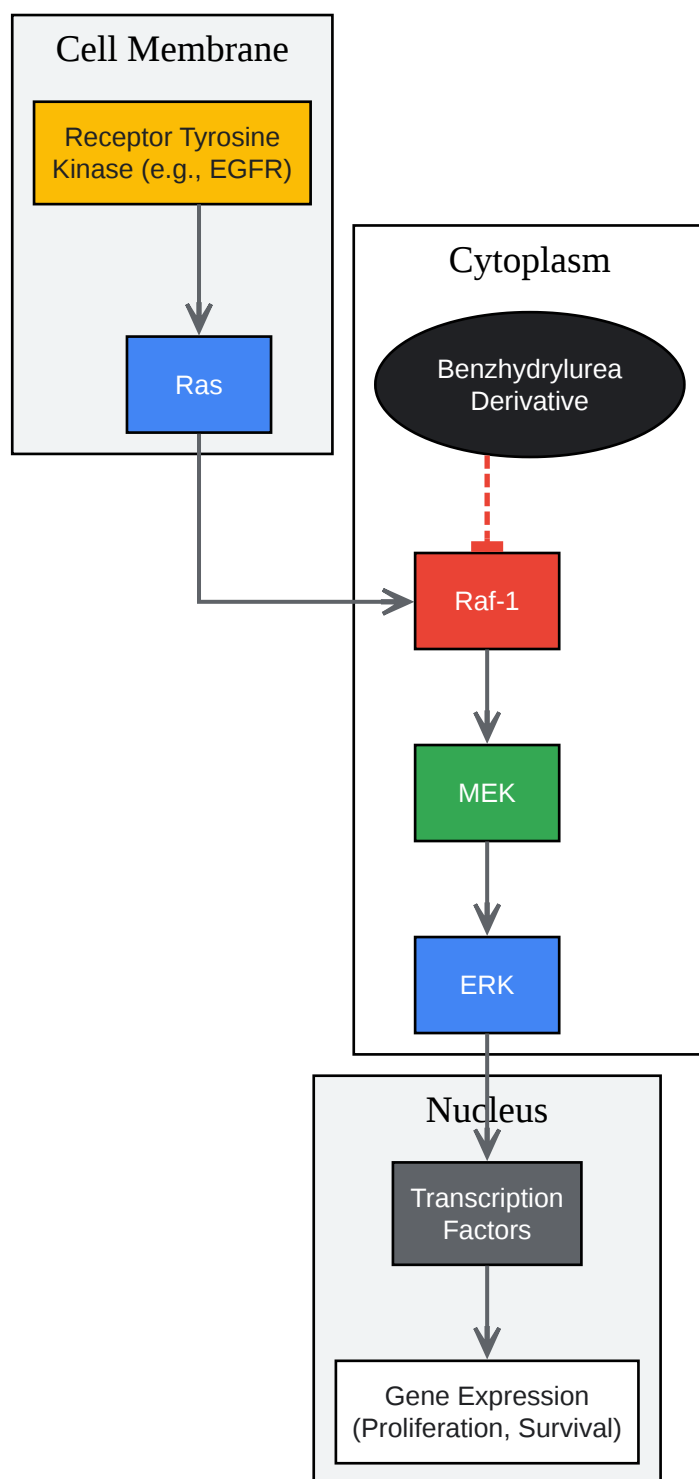 Cell Membrane
Receptor Tyrosine
Kinase (e.g., EGFR)
Ras
Cytoplasm
Benzhydrylurea
Derivative
Raf-1
MEK
ERK
Nucleus
Transcription
Factors
Gene Expression
(Proliferation, Survival)